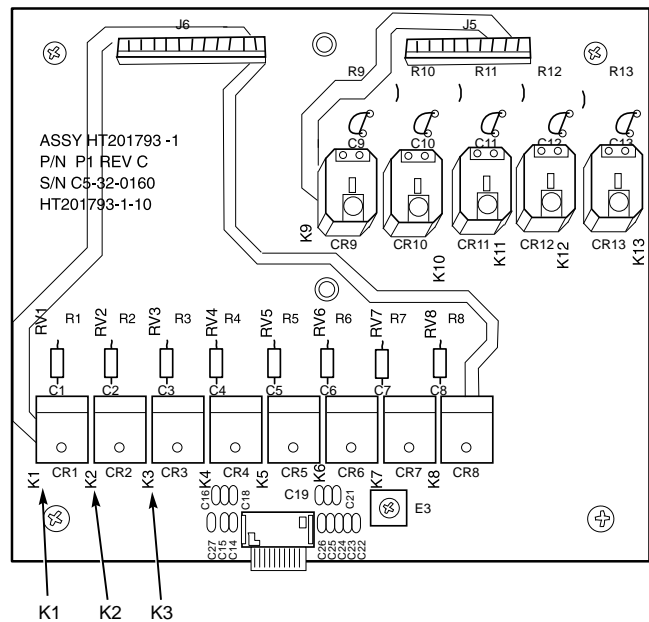 J6
J5
R9
R10
R11
R12
R13
ASSY HT201793 -1
P/N P1 REV C
S/N C5-32-0160
HT201793-1-10
C9
C10
C11
C12
C13
K9
CR9
CR10
K10
CR11
K11
CR12
K12
CR13
K13
RV1
R1
RV2
R2
RV3
R3
RV4
R4
RV5
R5
RV6
R6
RV7
R7
RV8
R8
C1
C2
C3
C4
C5
C6
C7
C8
K1
CR1
K2
CR2
K3
CR3
K4
CR4
K5
CR5
K6
CR6
K7
CR7
K8
CR8
C16
C18
C19
C21
E3
C27
C15
C14
C26
C25
C24
C23
C22
K1
K2
K3